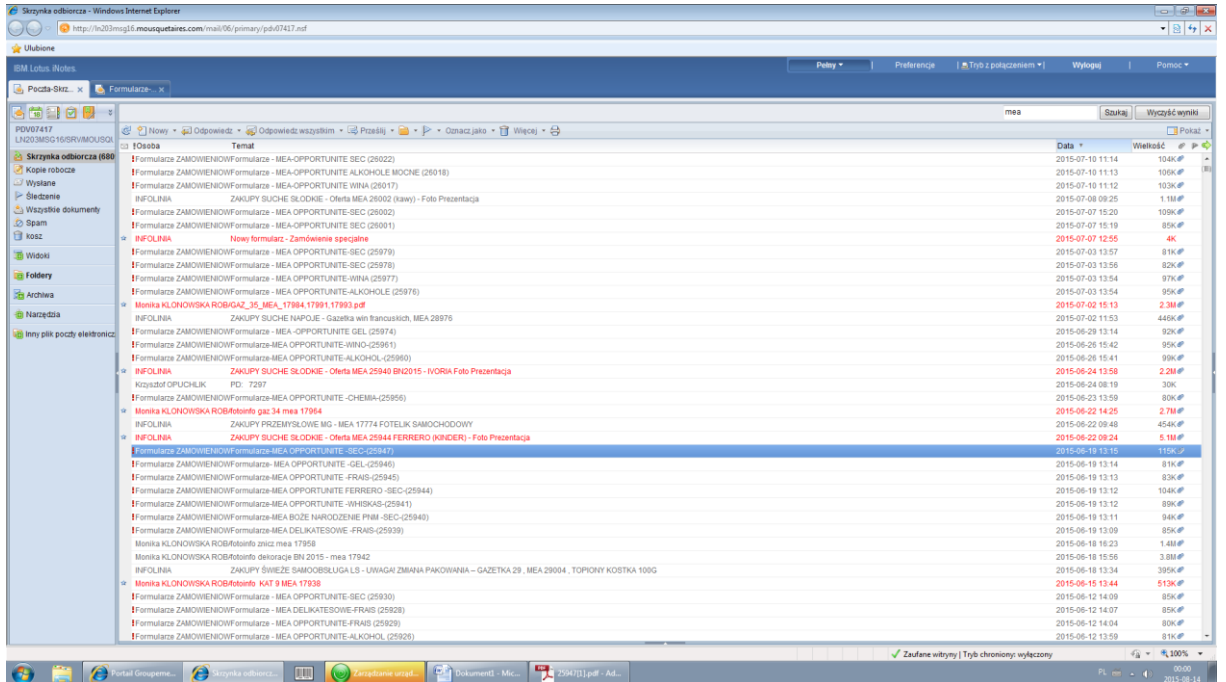 Skrzynka odbiorcza - Windows Internet Explorer
http://ln203msg16.mousquetaires.com/mail/06/primary/pdv07417.nsf
Ulubione
IBM Lotus iNotes.
Pełny | Preferencje | Tryb z połączeniem | Wyloguj | Pomoc
Poczta-Skrz... x Formularze-... x
mea Szukaj Wyczyść wyniki
PDV07417
LN203MSG16/SRV/MOUSQU
Nowy Odpowiedz Odpowiedz wszystkim Prześlij Oznacz jako Więcej
Pokaż
Skrzynka odbiorcza (680
Kopie robocze
Wysłane
Śledzenie
Wszystkie dokumenty
Spam
kosz
Widoki
Foldery
Archiwa
Narzędzia
Inny plik poczty elektronicz
!Osoba Temat Data Wielkość
!Formularze ZAMOWIENIOWFormularze - MEA-OPPORTUNITE SEC (26022) 2015-07-10 11:14 104K
!Formularze ZAMOWIENIOWFormularze - MEA-OPPORTUNITE ALKOHOLE MOCNE (26018) 2015-07-10 11:13 106K
!Formularze ZAMOWIENIOWFormularze - MEA-OPPORTUNITE WINA (26017) 2015-07-10 11:12 103K
INFOLINIA ZAKUPY SUCHE SŁODKIE - Oferta MEA 26002 (kawy) - Foto Prezentacja 2015-07-08 09:25 1.1M
!Formularze ZAMOWIENIOWFormularze - MEA-OPPORTUNITE-SEC (26002) 2015-07-07 15:20 109K
!Formularze ZAMOWIENIOWFormularze - MEA-OPPORTUNITE SEC (26001) 2015-07-07 15:19 85K
INFOLINIA Nowy formularz - Zamówienie specjalne 2015-07-07 12:55 4K
!Formularze ZAMOWIENIOWFormularze - MEA OPPORTUNITE-SEC (25979) 2015-07-03 13:57 81K
!Formularze ZAMOWIENIOWFormularze - MEA OPPORTUNITE-SEC (25978) 2015-07-03 13:56 82K
!Formularze ZAMOWIENIOWFormularze - MEA OPPORTUNITE-WINA (25977) 2015-07-03 13:54 97K
!Formularze ZAMOWIENIOWFormularze - MEA OPPORTUNITE-ALKOHOLE (25976) 2015-07-03 13:54 95K
Monika KLONOWSKA ROB/GAZ_35_MEA_17984,17991,17993.pdf 2015-07-02 15:13 2.3M
INFOLINIA ZAKUPY SUCHE NAPOJE - Gazetka win francuskich, MEA 28976 2015-07-02 11:53 446K
!Formularze ZAMOWIENIOWFormularze - MEA -OPPORTUNITE GEL (25974) 2015-06-29 13:14 92K
!Formularze ZAMOWIENIOWFormularze-MEA OPPORTUNITE-WINO-(25961) 2015-06-26 15:42 95K
!Formularze ZAMOWIENIOWFormularze-MEA OPPORTUNITE-ALKOHOL-(25960) 2015-06-26 15:41 99K
INFOLINIA ZAKUPY SUCHE SŁODKIE - Oferta MEA 25940 BN2015 - IVORIA Foto Prezentacja 2015-06-24 13:58 2.2M
Krzysztof OPUCHLIK PD: 7297 2015-06-24 08:19 30K
!Formularze ZAMOWIENIOWFormularze-MEA OPPORTUNITE -CHEMIA-(25956) 2015-06-23 13:59 80K
Monika KLONOWSKA ROB/fotoinfo gaz 34 mea 17964 2015-06-22 14:25 2.7M
INFOLINIA ZAKUPY PRZEMYSŁOWE MG - MEA 17774 FOTELIK SAMOCHODOWY 2015-06-22 09:48 454K
INFOLINIA ZAKUPY SUCHE SŁODKIE - Oferta MEA 25944 FERRERO (KINDER) - Foto Prezentacja 2015-06-22 09:24 5.1M
!Formularze ZAMOWIENIOWFormularze-MEA OPPORTUNITE -SEC-(25947) 2015-06-19 13:15 115K
!Formularze ZAMOWIENIOWFormularze- MEA OPPORTUNITE -GEL-(25946) 2015-06-19 13:14 81K
!Formularze ZAMOWIENIOWFormularze-MEA OPPORTUNITE -FRAIS-(25945) 2015-06-19 13:13 83K
!Formularze ZAMOWIENIOWFormularze-MEA OPPORTUNITE FERRERO -SEC-(25944) 2015-06-19 13:12 104K
!Formularze ZAMOWIENIOWFormularze-MEA OPPORTUNITE -WHISKAS-(25941) 2015-06-19 13:12 89K
!Formularze ZAMOWIENIOWFormularze-MEA BOŻE NARODZENIE PNM -SEC-(25940) 2015-06-19 13:11 94K
!Formularze ZAMOWIENIOWFormularze-MEA DELIKATESOWE -FRAIS-(25939) 2015-06-19 13:09 85K
Monika KLONOWSKA ROB/fotoinfo znicz mea 17958 2015-06-18 16:23 1.4M
Monika KLONOWSKA ROB/fotoinfo dekoracje BN 2015 - mea 17942 2015-06-18 15:56 3.8M
INFOLINIA ZAKUPY ŚWIEŻE SAMOOBSŁUGA LS - UWAGA! ZMIANA PAKOWANIA – GAZETKA 29 , MEA 29004 , TOPIONY KOSTKA 100G 2015-06-18 13:34 395K
Monika KLONOWSKA ROB/fotoinfo KAT 9 MEA 17938 2015-06-15 13:44 513K
!Formularze ZAMOWIENIOWFormularze - MEA OPPORTUNITE-SEC (25930) 2015-06-12 14:09 85K
!Formularze ZAMOWIENIOWFormularze - MEA DELIKATESOWE-FRAIS (25928) 2015-06-12 14:07 85K
!Formularze ZAMOWIENIOWFormularze - MEA OPPORTUNITE-FRAIS (25929) 2015-06-12 14:04 80K
!Formularze ZAMOWIENIOWFormularze - MEA OPPORTUNITE-ALKOHOL (25926) 2015-06-12 13:59 81K
Zaufane witryny | Tryb chroniony: wyłączony 100%
Portail Groupeme... Skrzynka odbiorcz... Zarządzanie urząd... Dokument1 - Mic... 25947[1].pdf - Ad... PL 00:00
2015-08-14